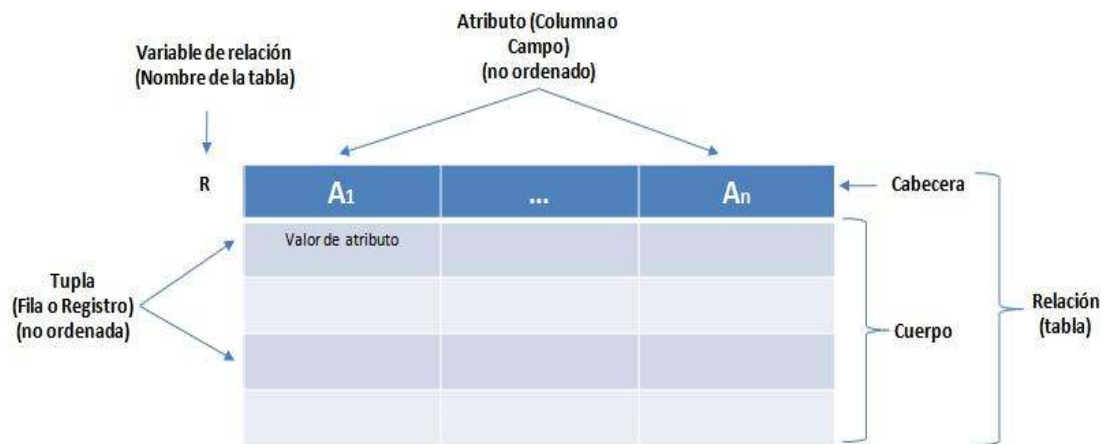 Atributo (Columna o
Campo)
(no ordenado)
Variable de relación
(Nombre de la tabla)
R
A1
...
An
Cabecera
Valor de atributo
Tupla
(Fila o Registro)
(no ordenada)
Cuerpo
Relación
(tabla)